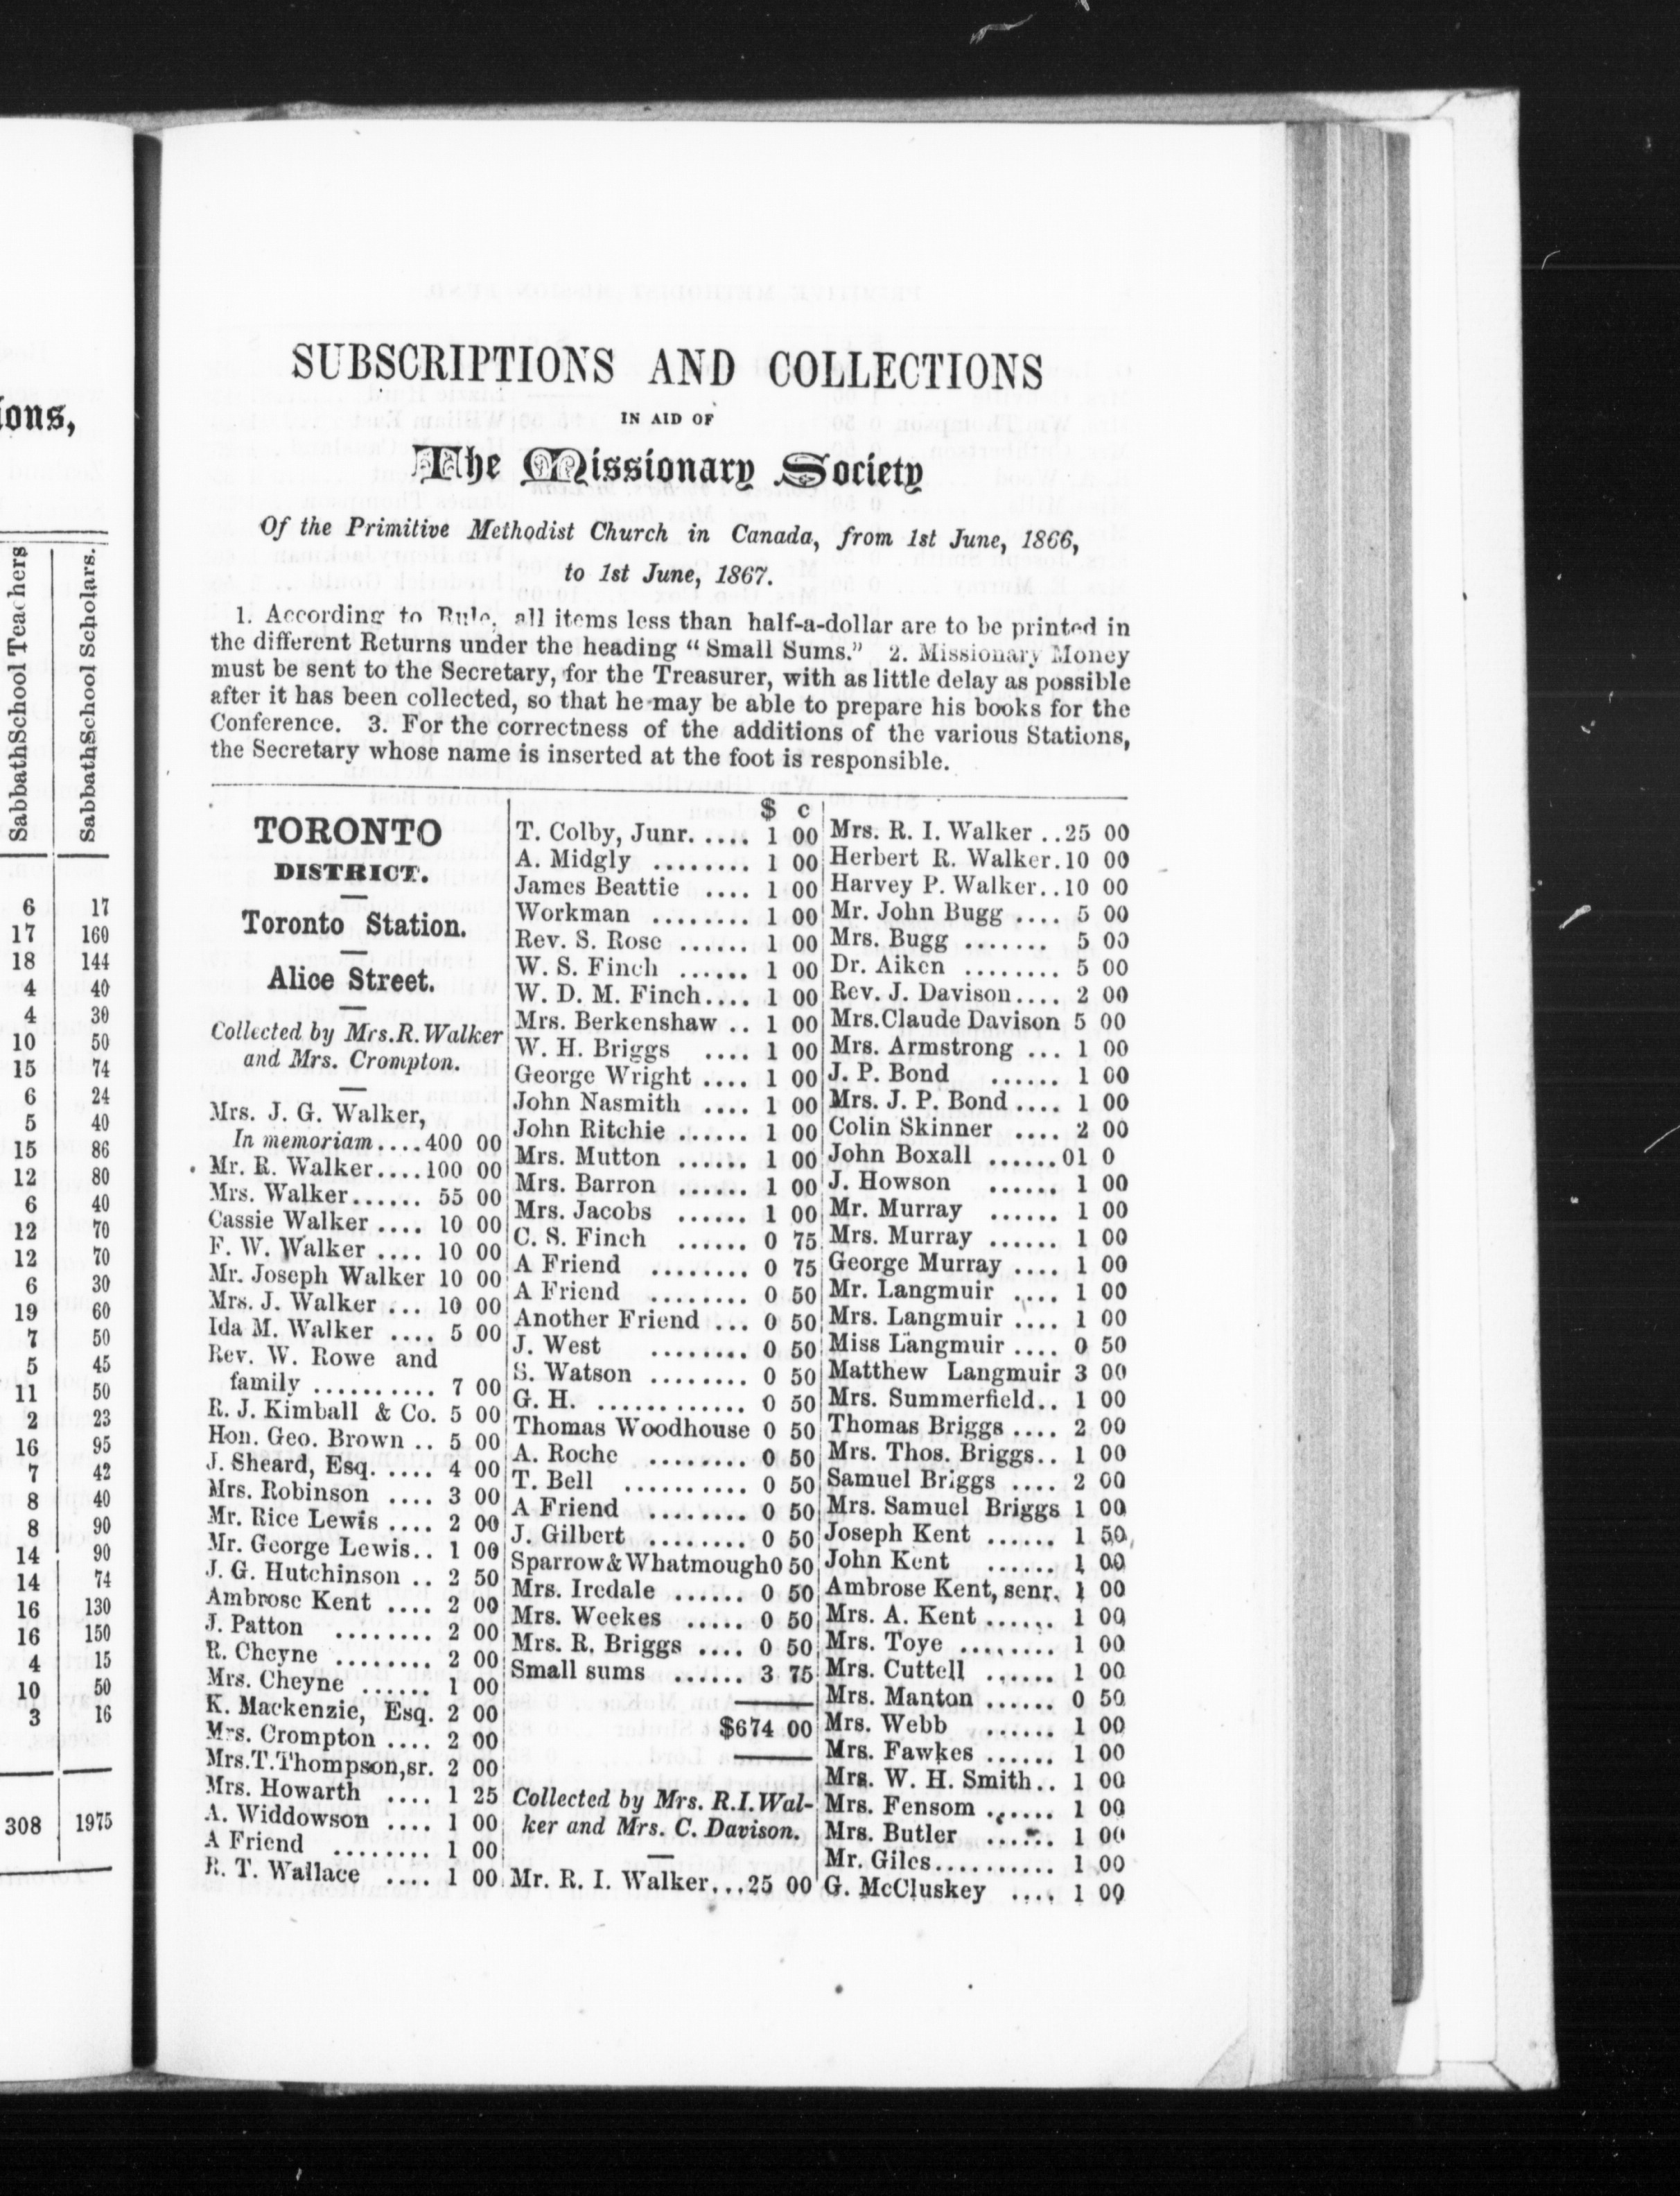 ions,
SabbathSchool Teachers
SabbathSchool Scholars.
6 17
17 160
18 144
4 40
4 30
10 50
15 74
6 24
5 40
15 86
12 80
6 40
12 70
12 70
6 30
19 60
7 50
5 45
11 50
2 23
16 95
7 42
8 40
8 90
14 90
14 74
16 130
16 150
4 15
10 50
3 16
308 1975
SUBSCRIPTIONS AND COLLECTIONS
IN AID OF
The Missionary Society
Of the Primitive Methodist Church in Canada, from 1st June, 1866,
to 1st June, 1867.
1. According to Rule, all items less than half-a-dollar are to be printed in
the different Returns under the heading “Small Sums.” 2. Missionary Money
must be sent to the Secretary, for the Treasurer, with as little delay as possible
after it has been collected, so that he may be able to prepare his books for the
Conference. 3. For the correctness of the additions of the various Stations,
the Secretary whose name is inserted at the foot is responsible.
TORONTO
DISTRICT.
Toronto Station.
Alice Street.
Collected by Mrs.R.Walker
and Mrs. Crompton.
Mrs. J. G. Walker,
In memoriam....400 00
Mr. R. Walker....100 00
Mrs. Walker...... 55 00
Cassie Walker .... 10 00
F. W. Walker .... 10 00
Mr. Joseph Walker 10 00
Mrs. J. Walker... 10 00
Ida M. Walker .... 5 00
Rev. W. Rowe and
family .......... 7 00
R. J. Kimball & Co. 5 00
Hon. Geo. Brown .. 5 00
J. Sheard, Esq. .... 4 00
Mrs. Robinson .... 3 00
Mr. Rice Lewis .... 2 00
Mr. George Lewis.. 1 00
J. G. Hutchinson .. 2 50
Ambrose Kent .... 2 00
J. Patton ........ 2 00
R. Cheyne ........ 2 00
Mrs. Cheyne ...... 1 00
K. Mackenzie, Esq. 2 00
Mrs. Crompton .... 2 00
Mrs.T.Thompson,sr. 2 00
Mrs. Howarth .... 1 25
A. Widdowson .... 1 00
A Friend ........ 1 00
R. T. Wallace .... 1 00
$ c
T. Colby, Junr. .... 1 00
A. Midgly ........ 1 00
James Beattie .... 1 00
Workman ........ 1 00
Rev. S. Rose ...... 1 00
W. S. Finch ...... 1 00
W. D. M. Finch.... 1 00
Mrs. Berkenshaw .. 1 00
W. H. Briggs .... 1 00
George Wright .... 1 00
John Nasmith .... 1 00
John Ritchie ...... 1 00
Mrs. Mutton ...... 1 00
Mrs. Barron ...... 1 00
Mrs. Jacobs ...... 1 00
C. S. Finch ...... 0 75
A Friend ........ 0 75
A Friend ........ 0 50
Another Friend ... 0 50
J. West ........ 0 50
S. Watson ........ 0 50
G. H. ............ 0 50
Thomas Woodhouse 0 50
A. Roche ........ 0 50
T. Bell .......... 0 50
A Friend ........ 0 50
J. Gilbert ........ 0 50
Sparrow&Whatmough0 50
Mrs. Iredale ...... 0 50
Mrs. Weekes ..... 0 50
Mrs. R. Briggs .... 0 50
Small sums ...... 3 75
$674 00
Collected by Mrs. R.I.Wal-
ker and Mrs. C. Davison.
Mr. R. I. Walker...25 00
Mrs. R. I. Walker ..25 00
Herbert R. Walker.10 00
Harvey P. Walker..10 00
Mr. John Bugg .... 5 00
Mrs. Bugg ....... 5 00
Dr. Aiken ........ 5 00
Rev. J. Davison.... 2 00
Mrs.Claude Davison 5 00
Mrs. Armstrong ... 1 00
J. P. Bond ...... 1 00
Mrs. J. P. Bond.... 1 00
Colin Skinner .... 2 00
John Boxall ......01 0
J. Howson ...... 1 00
Mr. Murray ...... 1 00
Mrs. Murray ...... 1 00
George Murray .... 1 00
Mr. Langmuir .... 1 00
Mrs. Langmuir .... 1 00
Miss Langmuir .... 0 50
Matthew Langmuir 3 00
Mrs. Summerfield.. 1 00
Thomas Briggs .... 2 00
Mrs. Thos. Briggs.. 1 00
Samuel Briggs .... 2 00
Mrs. Samuel Briggs 1 00
Joseph Kent ...... 1 50
John Kent ...... 1 00
Ambrose Kent, senr. 1 00
Mrs. A. Kent ...... 1 00
Mrs. Toye ........ 1 00
Mrs. Cuttell ...... 1 00
Mrs. Manton ...... 0 50
Mrs. Webb ...... 1 00
Mrs. Fawkes ...... 1 00
Mrs. W. H. Smith.. 1 00
Mrs. Fensom ...... 1 00
Mrs. Butler ...... 1 00
Mr. Giles.......... 1 00
G. McCluskey .... 1 00